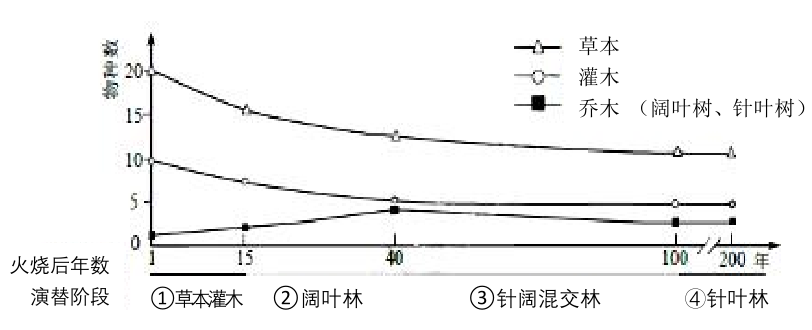 物种数
20
15
10
5
0
草本
灌木
乔木 （阔叶树、针叶树）
火烧后年数 1 15 40 100 200 年
演替阶段 ①草本灌木 ②阔叶林 ③针阔混交林 ④针叶林